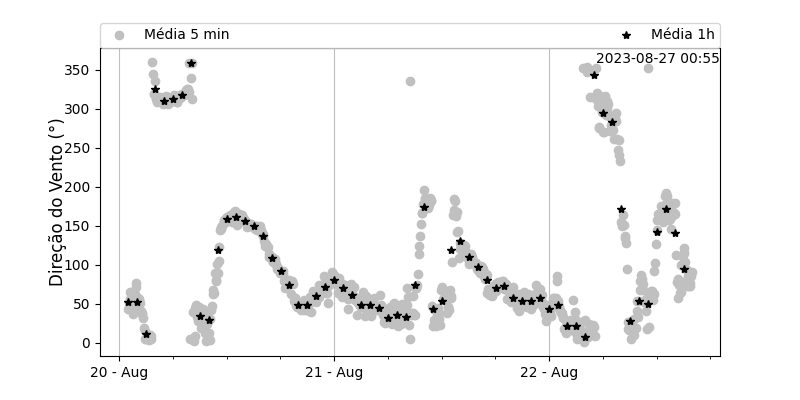 Média 5 min
Média 1h
2023-08-27 00:55
Direção do Vento (°)
350
300
250
200
150
100
50
0
20 - Aug
21 - Aug
22 - Aug